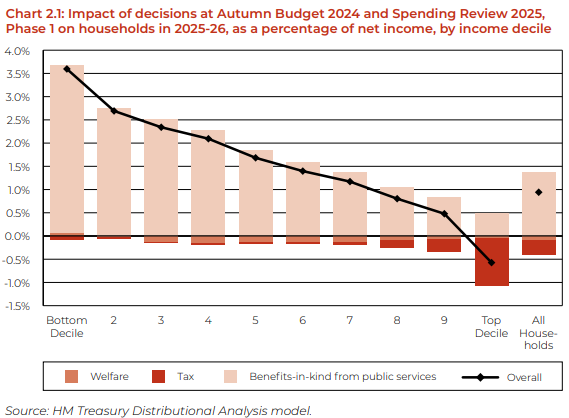 Chart 2.1: Impact of decisions at Autumn Budget 2024 and Spending Review 2025,
Phase 1 on households in 2025-26, as a percentage of net income, by income decile
4.0%
3.5%
3.0%
2.5%
2.0%
1.5%
1.0%
0.5%
0.0%
-0.5%
-1.0%
-1.5%
Bottom 2 3 4 5 6 7 8 9 Top All
Decile Decile House-
holds
Welfare Tax Benefits-in-kind from public services Overall
Source: HM Treasury Distributional Analysis model.